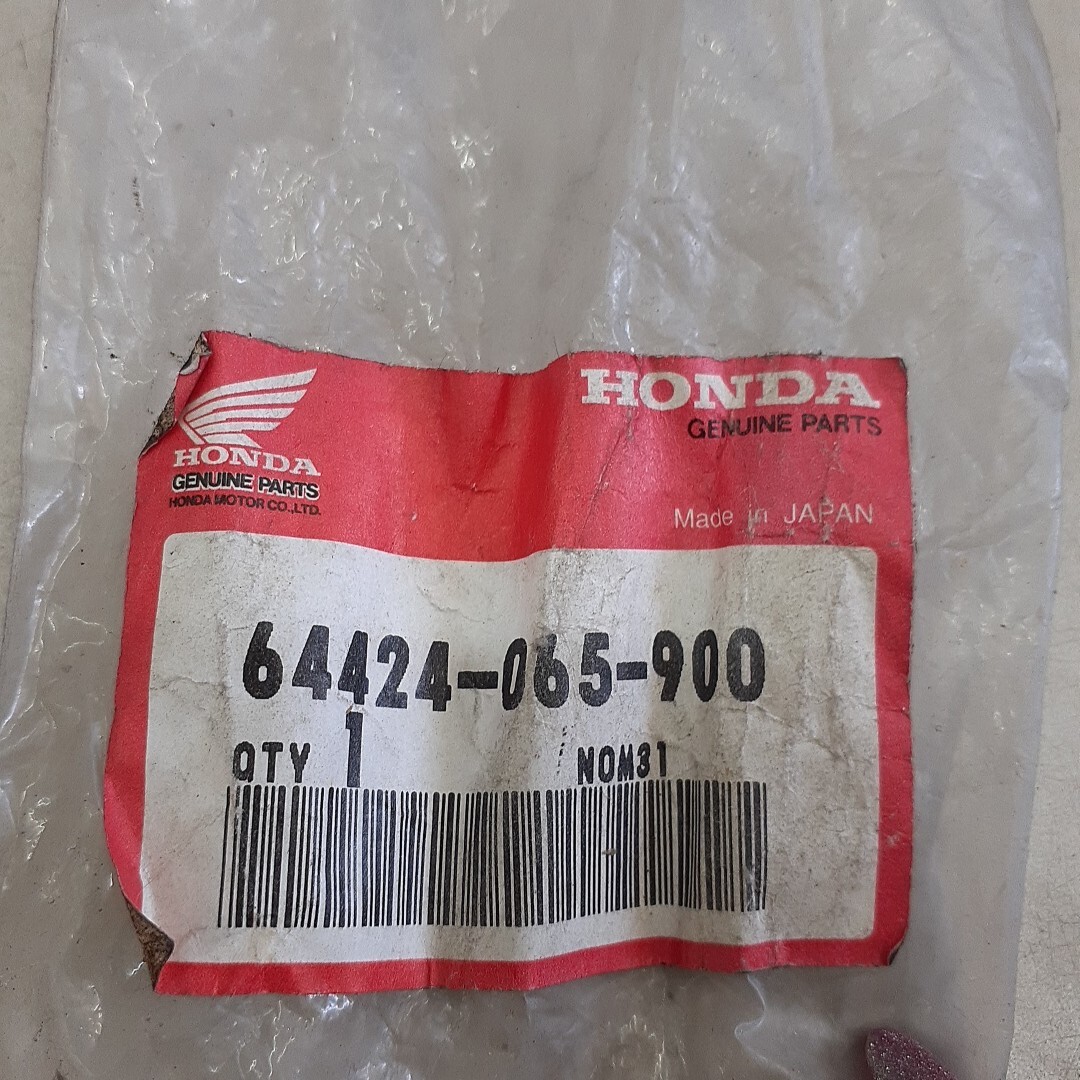 HONDA
GENUINE PARTS
HONDA MOTOR CO.,LTD.
HONDA
GENUINE PARTS
Made in JAPAN
64424-065-900
QTY 1 NOM31